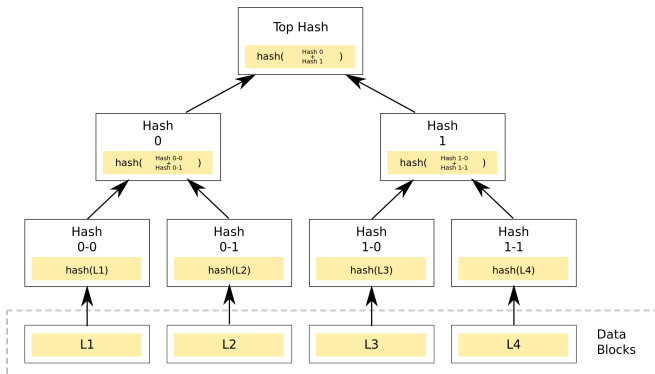 Top Hash
hash( Hash 0 + Hash 1 )
Hash
0
hash( Hash 0-0 + Hash 0-1 )
Hash
1
hash( Hash 1-0 + Hash 1-1 )
Hash
0-0
hash(L1)
Hash
0-1
hash(L2)
Hash
1-0
hash(L3)
Hash
1-1
hash(L4)
L1
L2
L3
L4
Data
Blocks